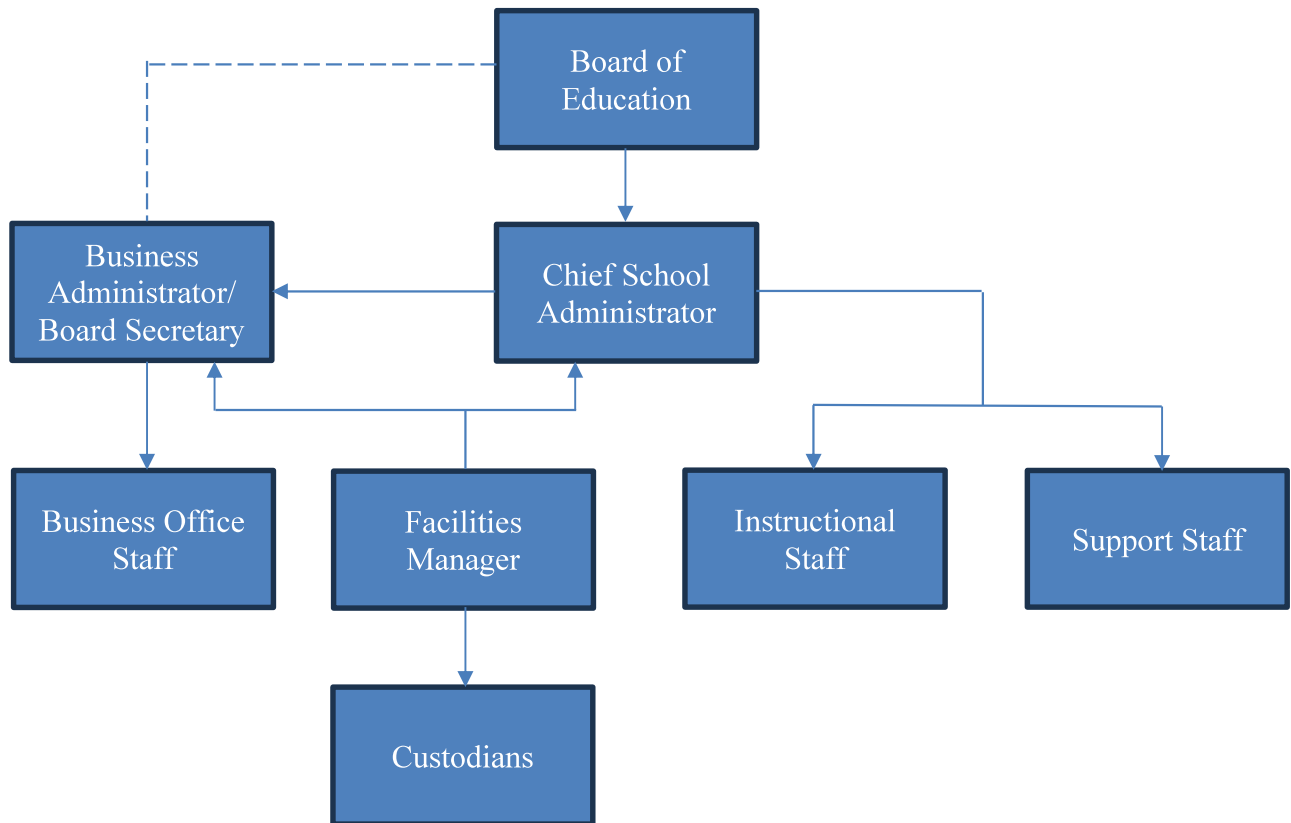 Board of
Education
Business
Administrator/
Board Secretary
Chief School
Administrator
Business Office
Staff
Facilities
Manager
Instructional
Staff
Support Staff
Custodians